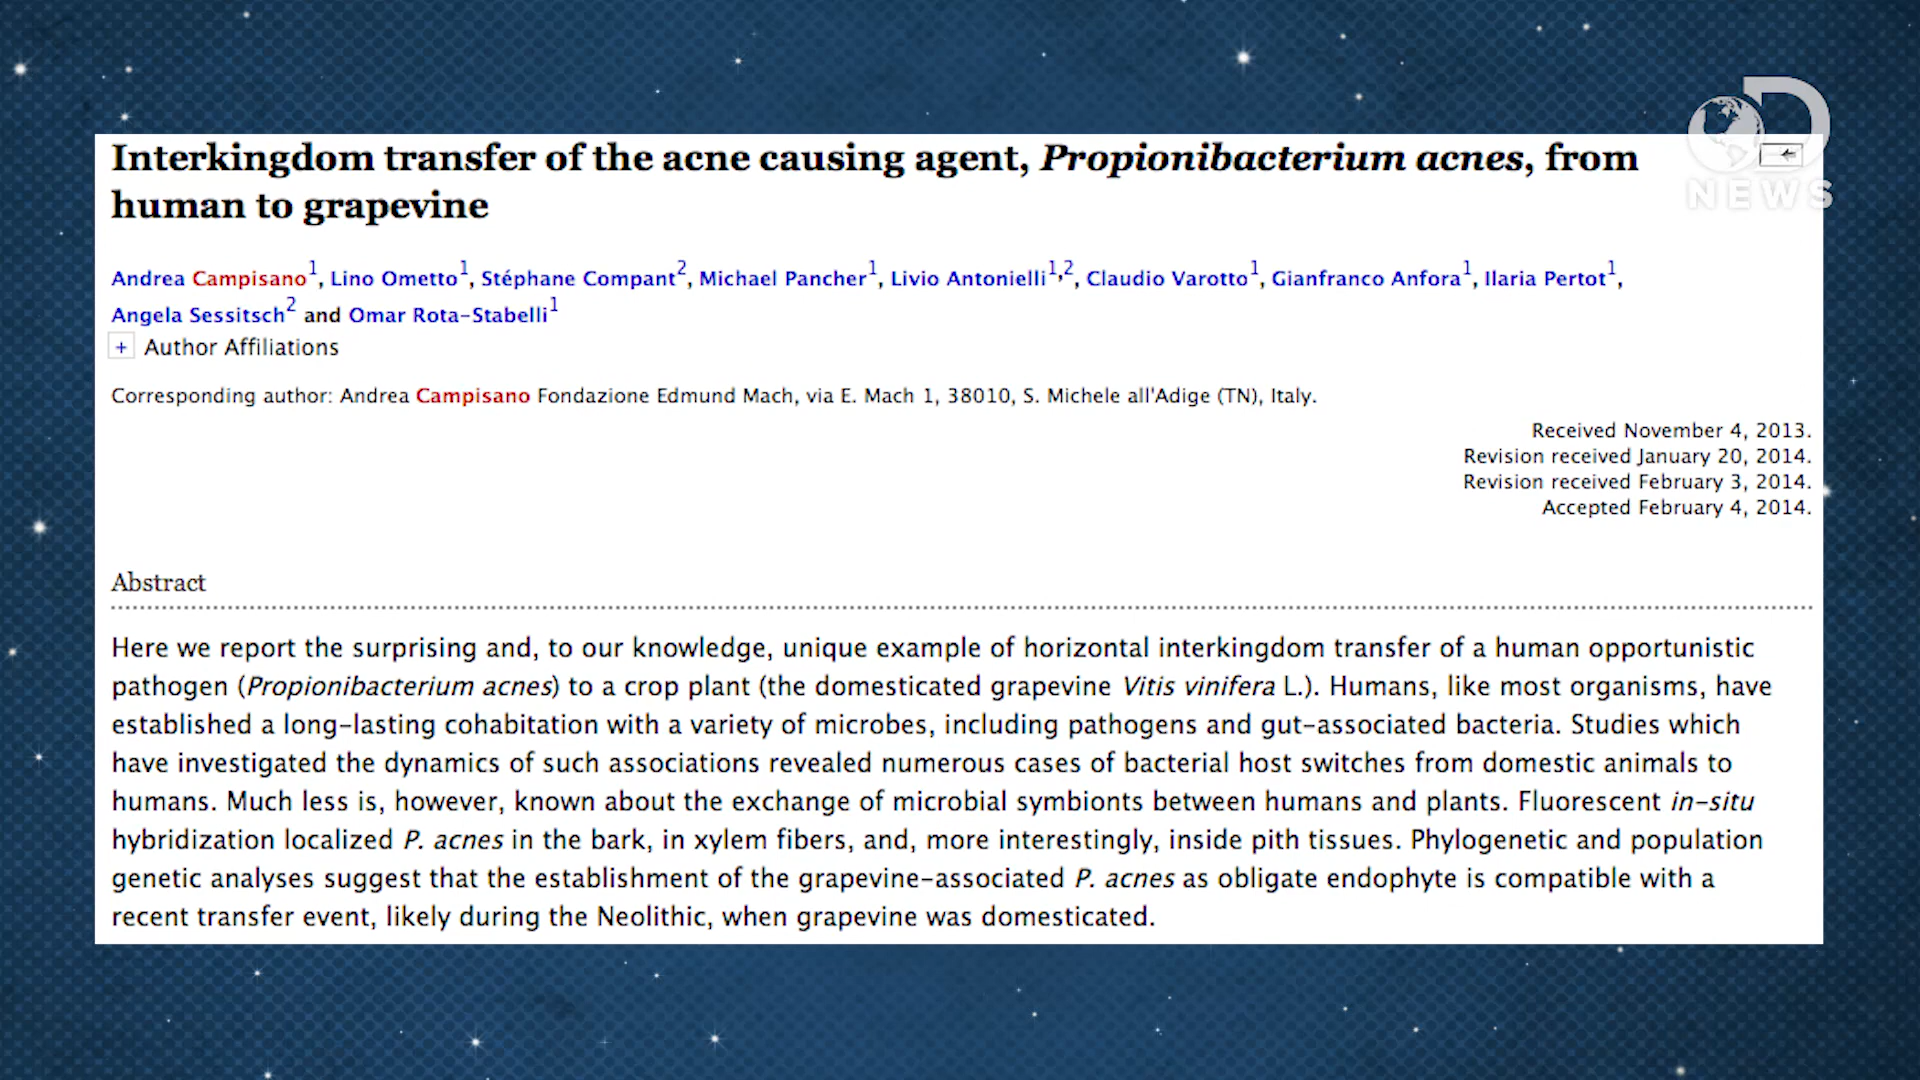 D
NEWS
Interkingdom transfer of the acne causing agent, Propionibacterium acnes, from
human to grapevine
Andrea Campisano1, Lino Ometto1, Stéphane Compant2, Michael Pancher1, Livio Antonielli1,2, Claudio Varotto1, Gianfranco Anfora1, Ilaria Pertot1,
Angela Sessitsch2 and Omar Rota-Stabelli1
+ Author Affiliations
Corresponding author: Andrea Campisano Fondazione Edmund Mach, via E. Mach 1, 38010, S. Michele all'Adige (TN), Italy.
Received November 4, 2013.
Revision received January 20, 2014.
Revision received February 3, 2014.
Accepted February 4, 2014.
Abstract
Here we report the surprising and, to our knowledge, unique example of horizontal interkingdom transfer of a human opportunistic
pathogen (Propionibacterium acnes) to a crop plant (the domesticated grapevine Vitis vinifera L.). Humans, like most organisms, have
established a long-lasting cohabitation with a variety of microbes, including pathogens and gut-associated bacteria. Studies which
have investigated the dynamics of such associations revealed numerous cases of bacterial host switches from domestic animals to
humans. Much less is, however, known about the exchange of microbial symbionts between humans and plants. Fluorescent in-situ
hybridization localized P. acnes in the bark, in xylem fibers, and, more interestingly, inside pith tissues. Phylogenetic and population
genetic analyses suggest that the establishment of the grapevine-associated P. acnes as obligate endophyte is compatible with a
recent transfer event, likely during the Neolithic, when grapevine was domesticated.